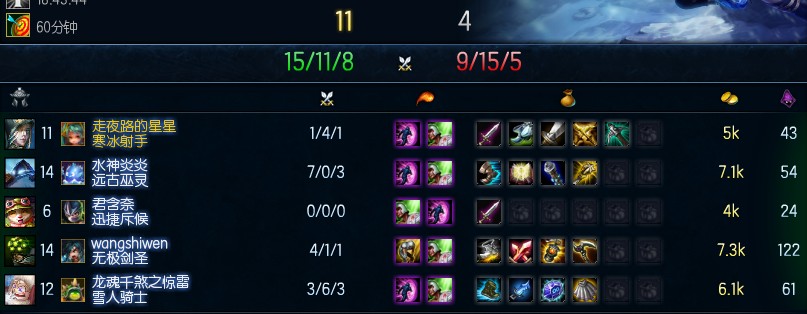 60分钟
11 4
15/11/8 9/15/5
11 走夜路的星星 寒冰射手 1/4/1 5k 43
14 水神炎炎 远古巫灵 7/0/3 7.1k 54
6 君含奈 迅捷斥候 0/0/0 4k 24
14 wangshiwen 无极剑圣 4/1/1 7.3k 122
12 龙魂千煞之惊雷 雪人骑士 3/6/3 6.1k 61